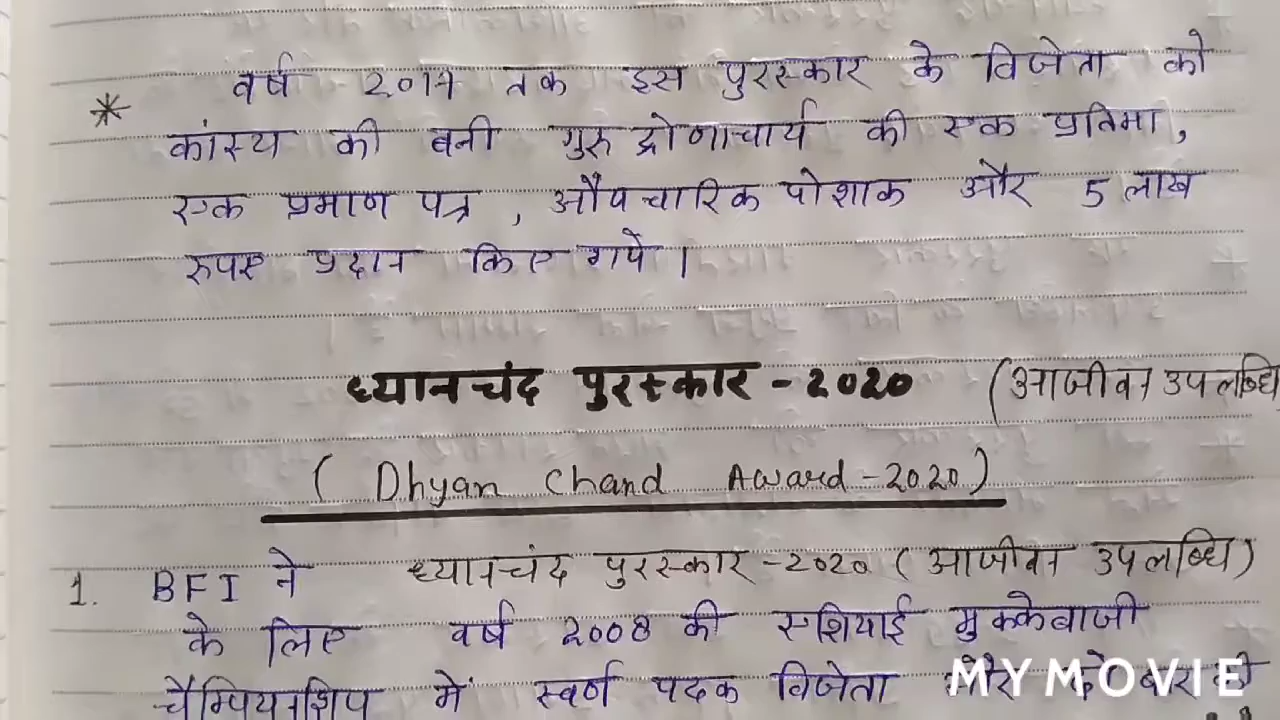 * वर्ष 2017 तक इस पुरस्कार के विजेता को
कांस्य की बनी गुरु द्रोणाचार्य की एक प्रतिमा,
एक प्रमाण पत्र, औपचारिक पोशाक और 5 लाख
रुपए प्रदान किए गये।
ध्यानचंद पुरस्कार - 2020 (आजीवन उपलब्धि
( Dhyan Chand Award - 2020 )
1. BFI ने ध्यानचंद पुरस्कार - 2020 ( आजीवन उपलब्धि )
के लिए वर्ष 2008 की एशियाई मुक्केबाजी
चैम्पियनशिप में स्वर्ण पदक विजेता और दो बार की
MY MOVIE